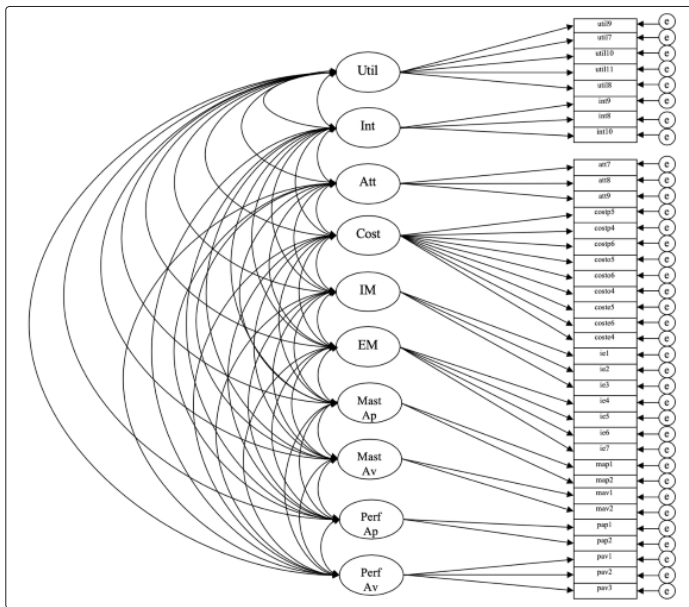 Util
Int
Att
Cost
IM
EM
Mast
Ap
Mast
Av
Perf
Ap
Perf
Av
util9 e
util7 e
util10 e
util11 e
util8 e
int9 e
int8 e
int10 e
att7 e
att8 e
att9 e
costp5 e
costp4 e
costp6 e
costo5 e
costo6 e
costo4 e
coste5 e
coste6 e
coste4 e
ie1 e
ie2 e
ie3 e
ie4 e
ie5 e
ie6 e
ie7 e
map1 e
map2 e
mav1 e
mav2 e
pap1 e
pap2 e
pav1 e
pav2 e
pav3 e